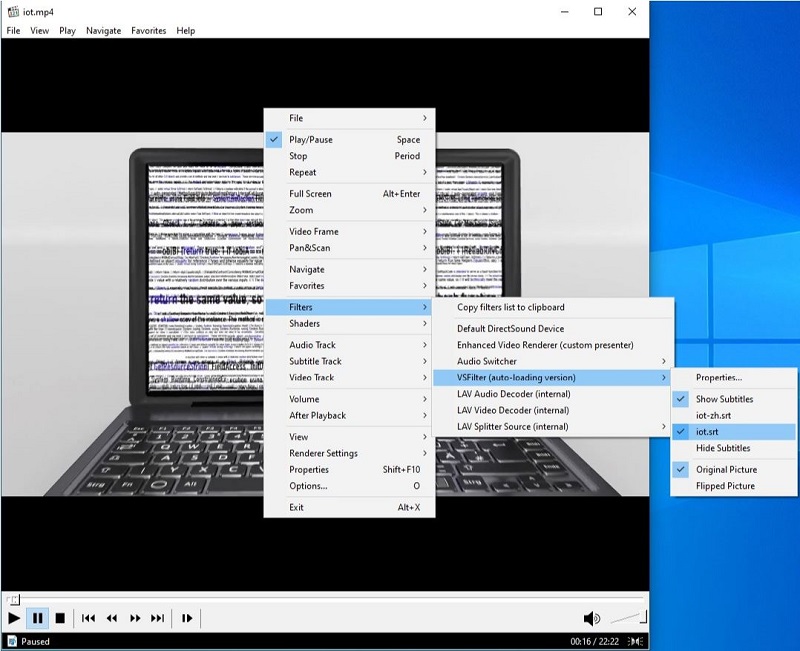 iot.mp4
File View Play Navigate Favorites Help
File
Play/Pause Space
Stop Period
Repeat
Full Screen Alt+Enter
Zoom
Video Frame
Pan&Scan
Navigate
Favorites
Filters
Shaders
Audio Track
Subtitle Track
Video Track
Volume
After Playback
View
Renderer Settings
Properties Shift+F10
Options... O
Exit Alt+X
Copy filters list to clipboard
Default DirectSound Device
Enhanced Video Renderer (custom presenter)
Audio Switcher
VSFilter (auto-loading version)
LAV Audio Decoder (internal)
LAV Video Decoder (internal)
LAV Splitter Source (internal)
Properties...
Show Subtitles
iot-zh.srt
iot.srt
Hide Subtitles
Original Picture
Flipped Picture
return the same value, so
Strg Fn Alt
Strg
Paused 00:16 / 22:22